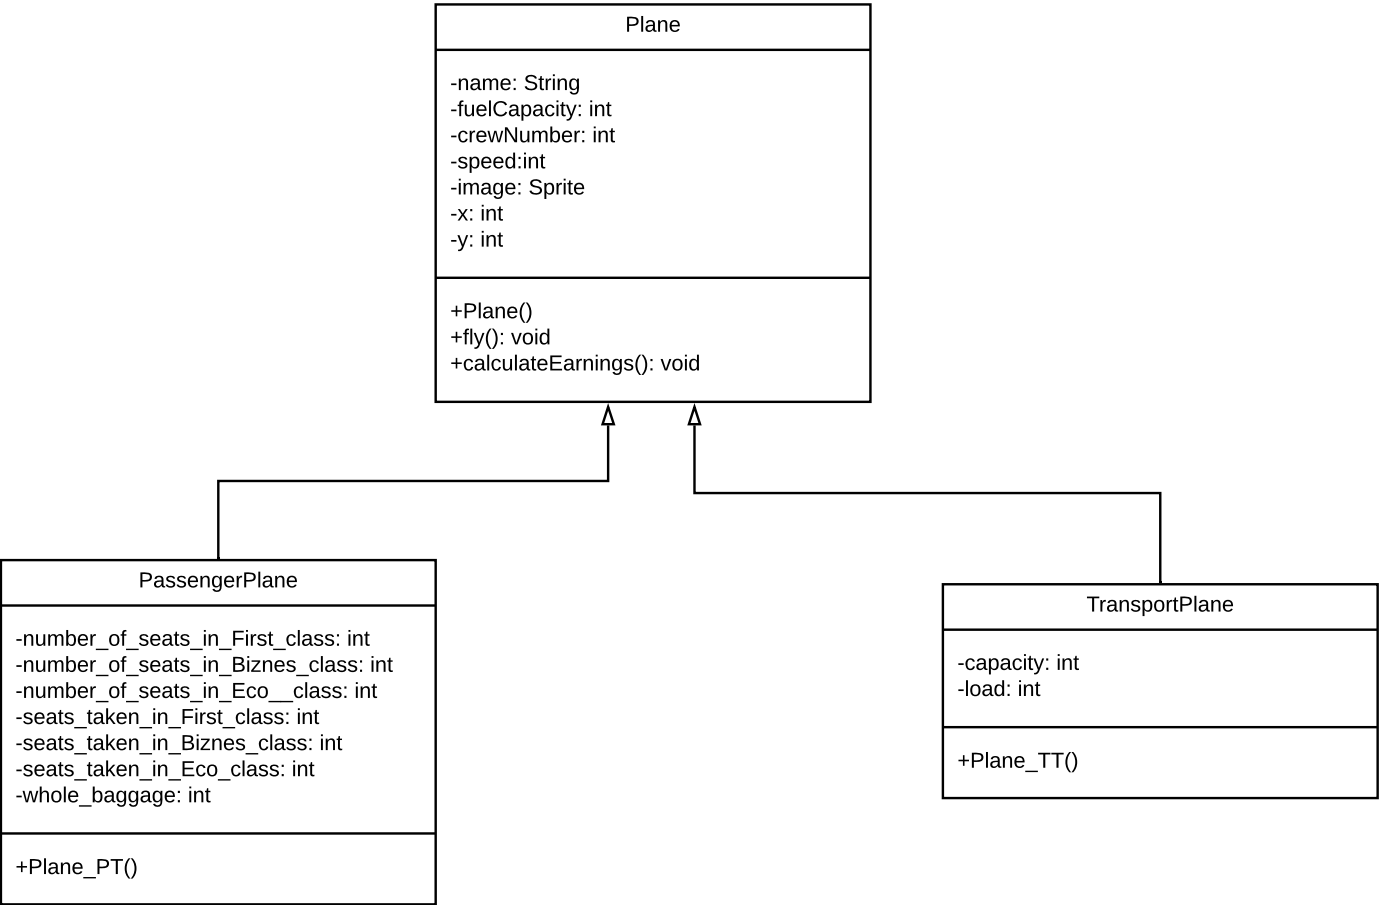 Plane
-name: String
-fuelCapacity: int
-crewNumber: int
-speed:int
-image: Sprite
-x: int
-y: int
+Plane()
+fly(): void
+calculateEarnings(): void
PassengerPlane
-number_of_seats_in_First_class: int
-number_of_seats_in_Biznes_class: int
-number_of_seats_in_Eco__class: int
-seats_taken_in_First_class: int
-seats_taken_in_Biznes_class: int
-seats_taken_in_Eco_class: int
-whole_baggage: int
+Plane_PT()
TransportPlane
-capacity: int
-load: int
+Plane_TT()